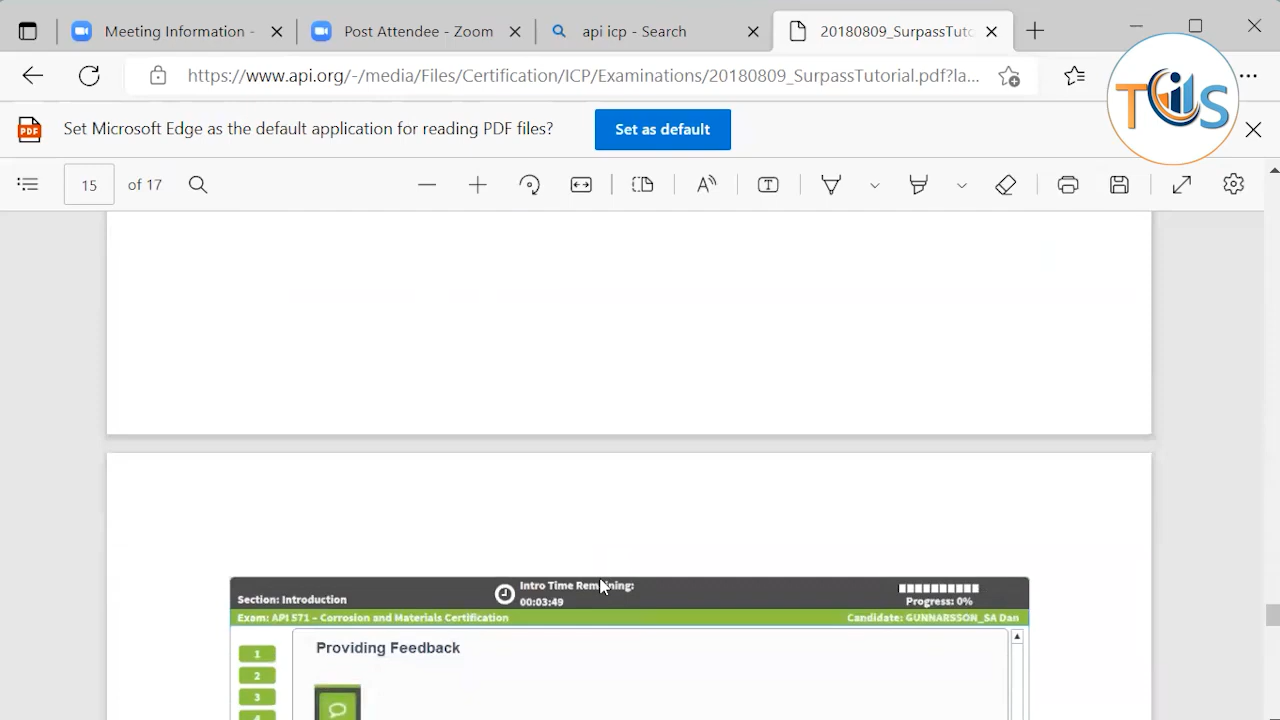 Meeting Information -
Post Attendee - Zoom
api icp - Search
20180809_SurpassTuto
https://www.api.org/-/media/Files/Certification/ICP/Examinations/20180809_SurpassTutorial.pdf?la...
TCILS
PDF
Set Microsoft Edge as the default application for reading PDF files?
Set as default
15
of 17
Section: Introduction
Intro Time Remaining:
00:03:49
Progress: 0%
Exam: API 571 - Corrosion and Materials Certification
Candidate: GUNNARSSON_SA Dan
1
2
3
4
Providing Feedback